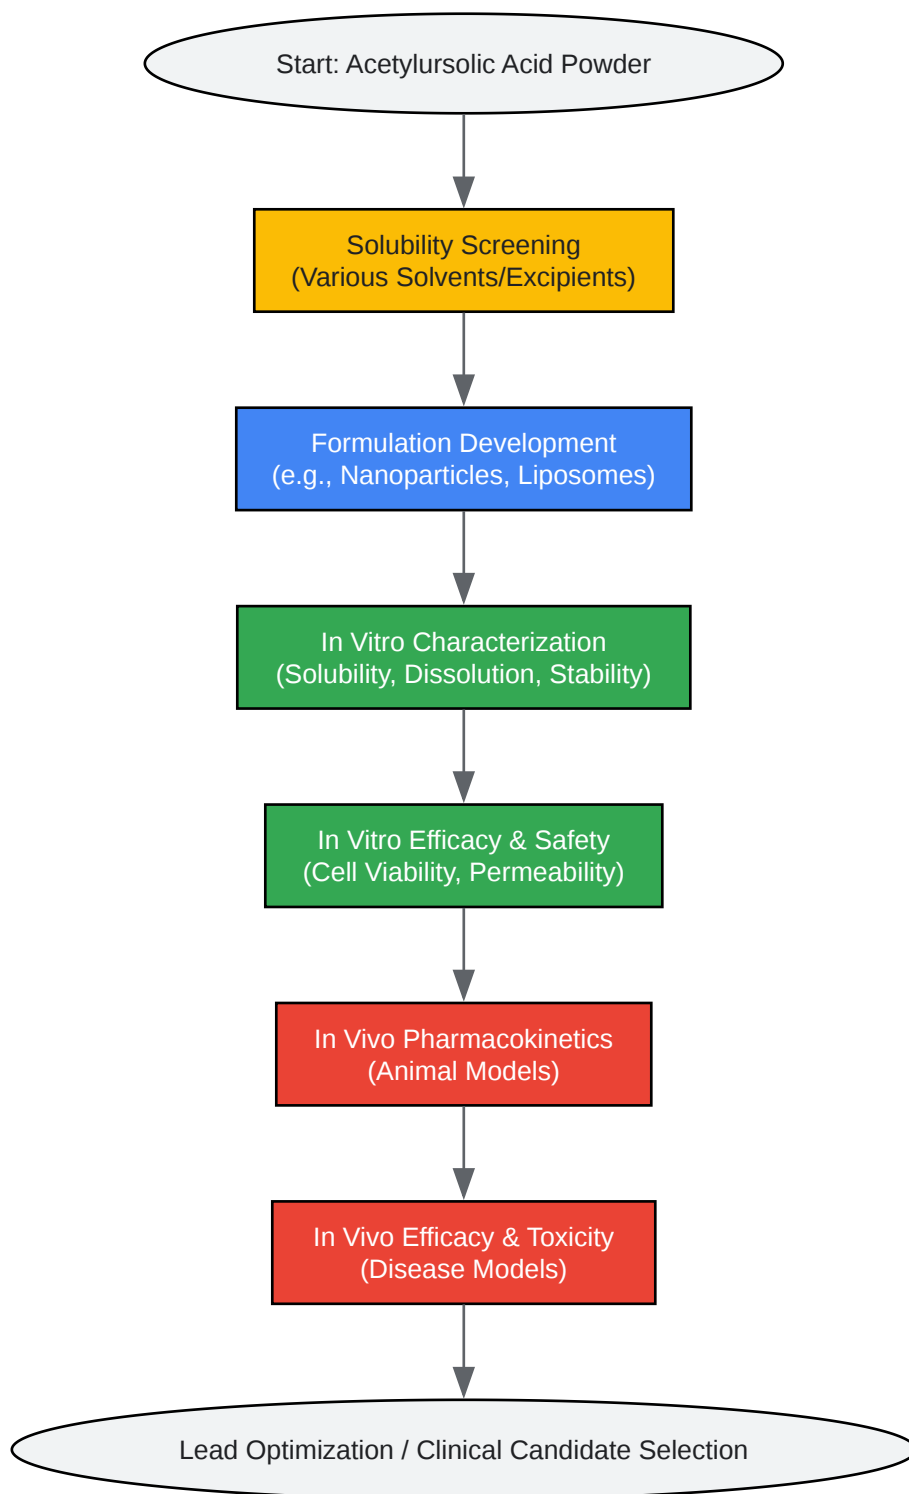 Start: Acetylursolic Acid Powder
Solubility Screening
(Various Solvents/Excipients)
Formulation Development
(e.g., Nanoparticles, Liposomes)
In Vitro Characterization
(Solubility, Dissolution, Stability)
In Vitro Efficacy & Safety
(Cell Viability, Permeability)
In Vivo Pharmacokinetics
(Animal Models)
In Vivo Efficacy & Toxicity
(Disease Models)
Lead Optimization / Clinical Candidate Selection